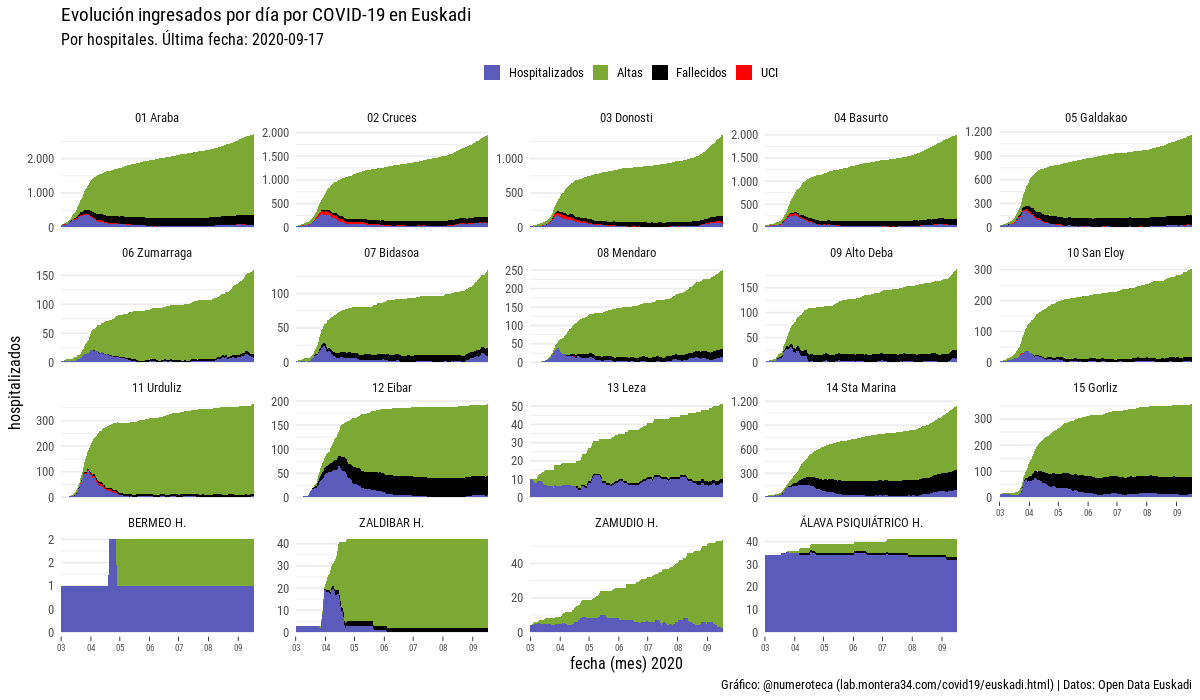 Evolución ingresados por día por COVID-19 en Euskadi
Por hospitales. Última fecha: 2020-09-17
Hospitalizados Altas Fallecidos UCI
01 Araba 02 Cruces 03 Donosti 04 Basurto 05 Galdakao
2.000 1.000 0
2.000 1.500 1.000 500 0
1.000 500 0
2.000 1.500 1.000 500 0
1.200 900 600 300 0
06 Zumarraga 07 Bidasoa 08 Mendaro 09 Alto Deba 10 San Eloy
150 100 50 0
100 50 0
250 200 150 100 50 0
150 100 50 0
300 200 100 0
11 Urduliz 12 Eibar 13 Leza 14 Sta Marina 15 Gorliz
300 200 100 0
200 150 100 50 0
50 40 30 20 10 0
1.200 900 600 300 0
300 200 100 0
03 04 05 06 07 08 09
BERMEO H. ZALDIBAR H. ZAMUDIO H. ÁLAVA PSIQUIÁTRICO H.
2 2 1 0 0
40 30 20 10 0
40 20 0
40 30 20 10 0
03 04 05 06 07 08 09
03 04 05 06 07 08 09
03 04 05 06 07 08 09
03 04 05 06 07 08 09
hospitalizados
fecha (mes) 2020
Gráfico: @numeroteca (lab.montera34.com/covid19/euskadi.html) | Datos: Open Data Euskadi